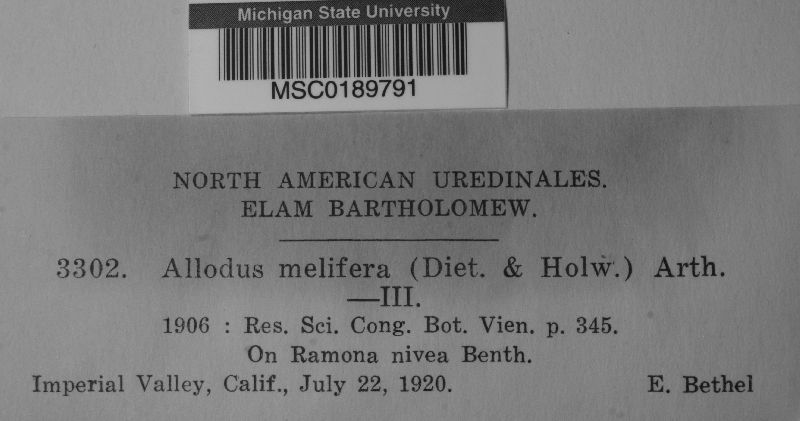 Michigan State University
MSC0189791
NORTH AMERICAN UREDINALES.
ELAM BARTHOLOMEW.
3302. Allodus melifera (Diet. & Holw.) Arth.
—III.
1906 : Res. Sci. Cong. Bot. Vien. p. 345.
On Ramona nivea Benth.
Imperial Valley, Calif., July 22, 1920. E. Bethel